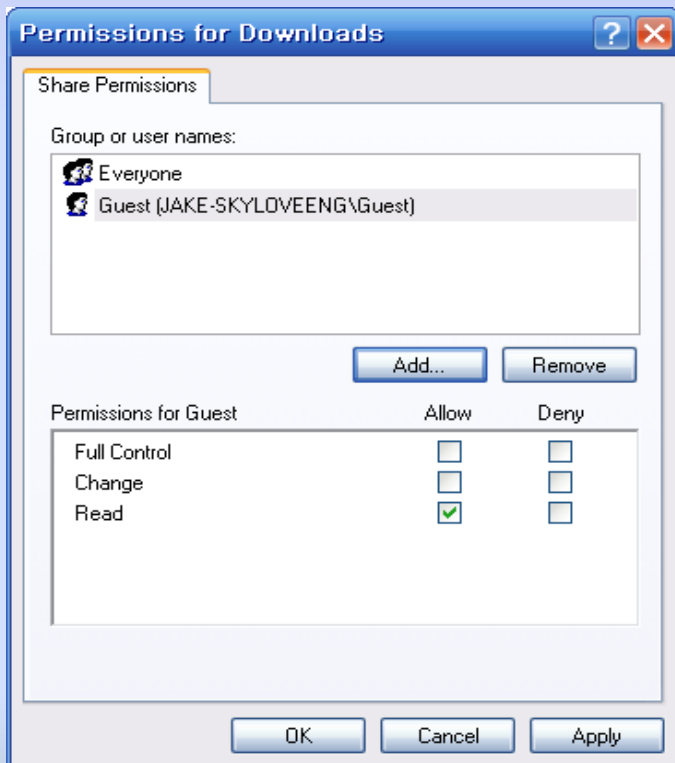 Permissions for Downloads
Share Permissions
Group or user names:
Everyone
Guest (JAKE-SKYLOVEENG\Guest)
Add... Remove
Permissions for Guest Allow Deny
Full Control
Change
Read
OK Cancel Apply